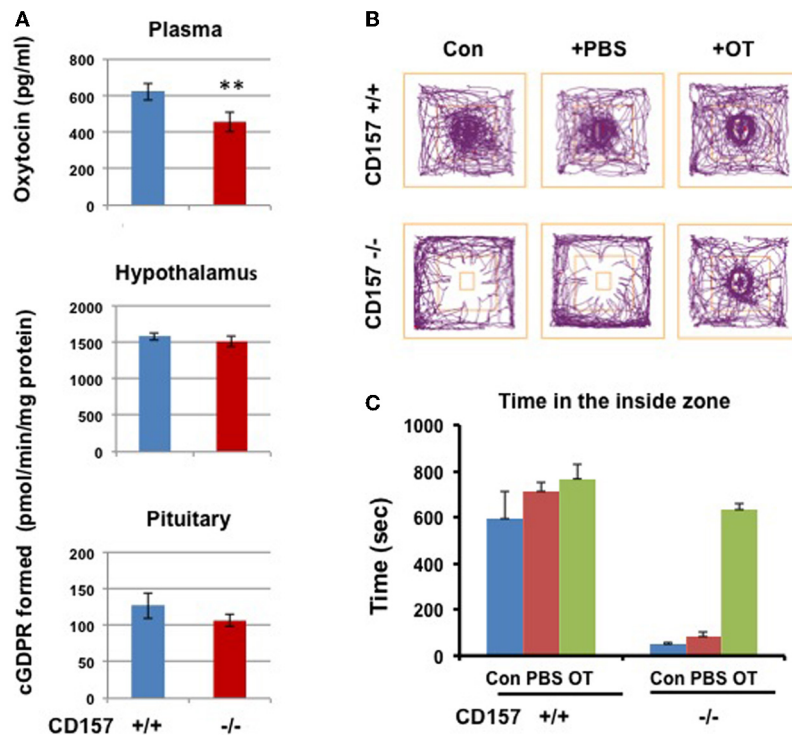 A
Plasma
Oxytocin (pg/ml)
800
600
400
200
0
**
Hypothalamus
cGDPR formed (pmol/min/mg protein)
2000
1500
1000
500
0
Pituitary
200
150
100
50
0
CD157 +/+ -/-
B
Con +PBS +OT
CD157 +/+
CD157 -/-
C
Time in the inside zone
Time (sec)
1000
800
600
400
200
0
Con PBS OT Con PBS OT
CD157 +/+ -/-